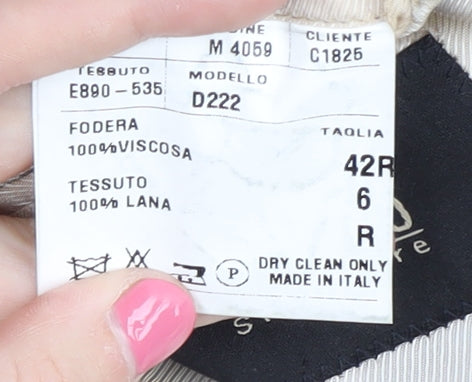 CLIENTE
M 4059 C1825
TESSUTO MODELLO
E890-535 D222
FODERA TAGLIA
100%VISCOSA
42R
TESSUTO 6
100% LANA
R
P DRY CLEAN ONLY
MADE IN ITALY